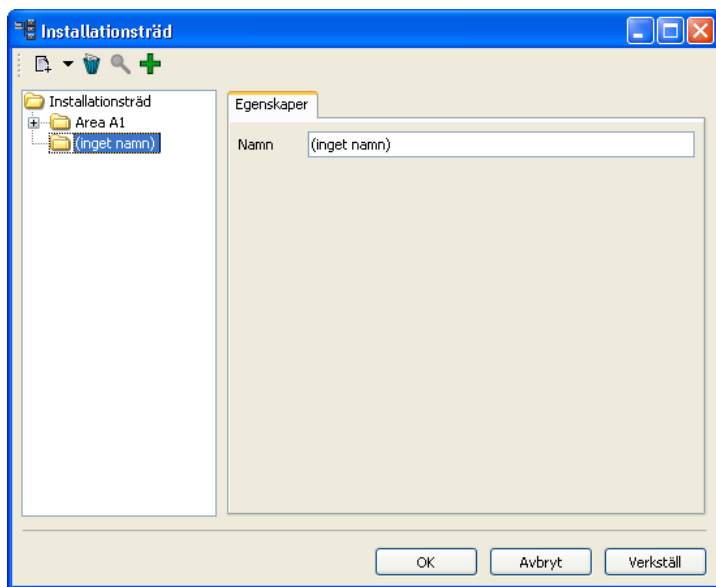 Installationsträd
Installationsträd
Area A1
(inget namn)
Egenskaper
Namn
(inget namn)
OK
Avbryt
Verkställ